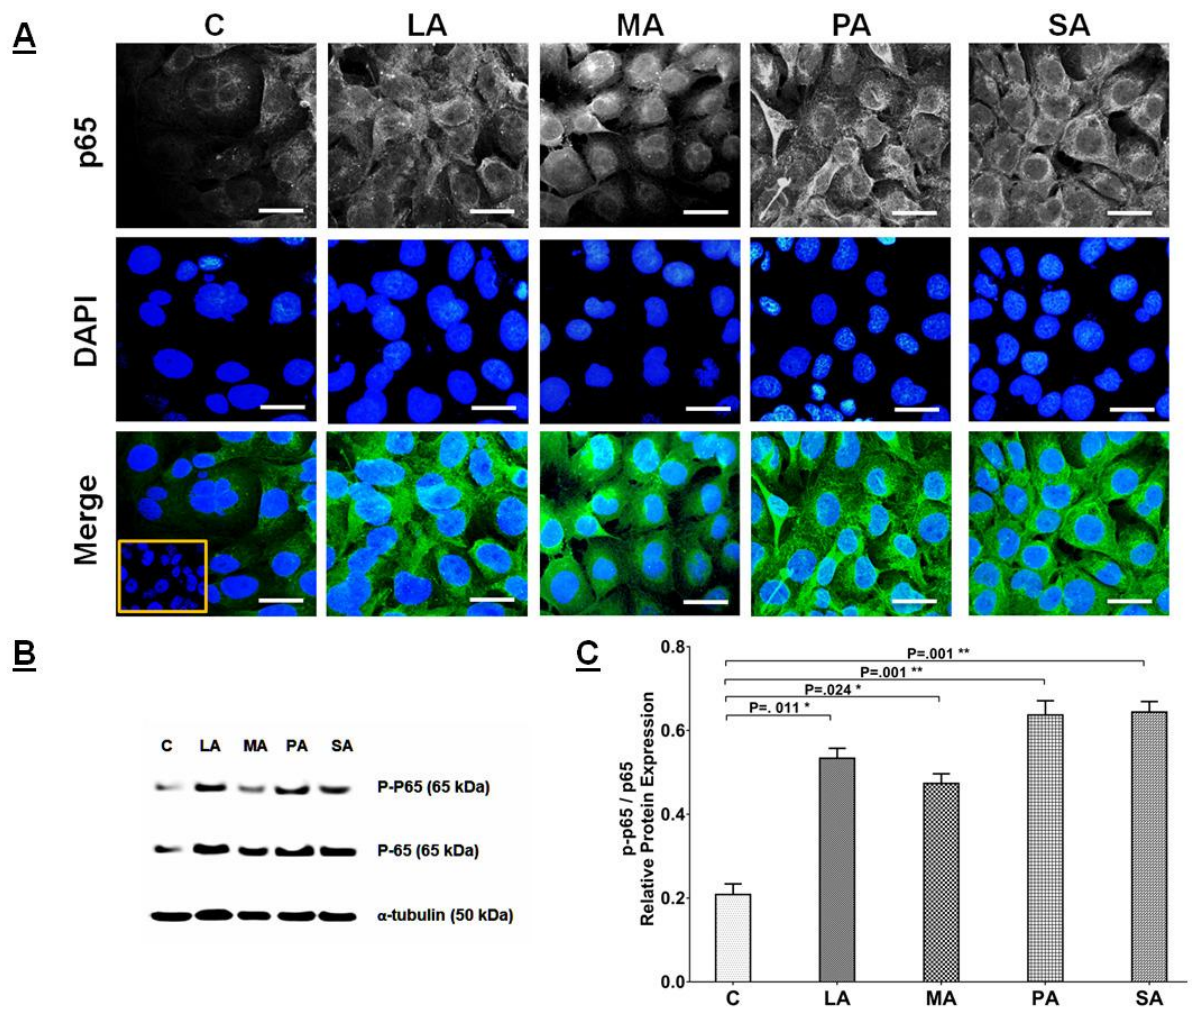 A
C LA MA PA SA
p65
DAPI
Merge
B
C LA MA PA SA
P-P65 (65 kDa)
P-65 (65 kDa)
α-tubulin (50 kDa)
C
p-p65 / p65
Relative Protein Expression
0.8
0.6
0.4
0.2
0.0
P=.001 **
P=.001 **
P=.024 *
P=. 011 *
C LA MA PA SA